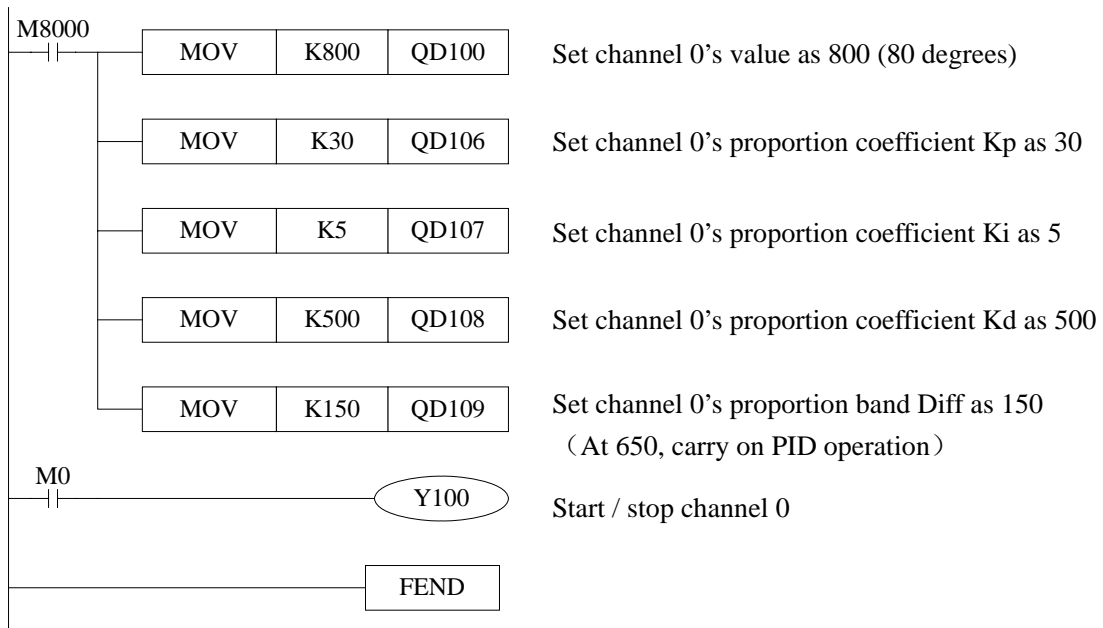 M8000
MOV K800 QD100 Set channel 0’s value as 800 (80 degrees)
MOV K30 QD106 Set channel 0’s proportion coefficient Kp as 30
MOV K5 QD107 Set channel 0’s proportion coefficient Ki as 5
MOV K500 QD108 Set channel 0’s proportion coefficient Kd as 500
MOV K150 QD109 Set channel 0’s proportion band Diff as 150
（At 650, carry on PID operation）
M0
Y100 Start / stop channel 0
FEND